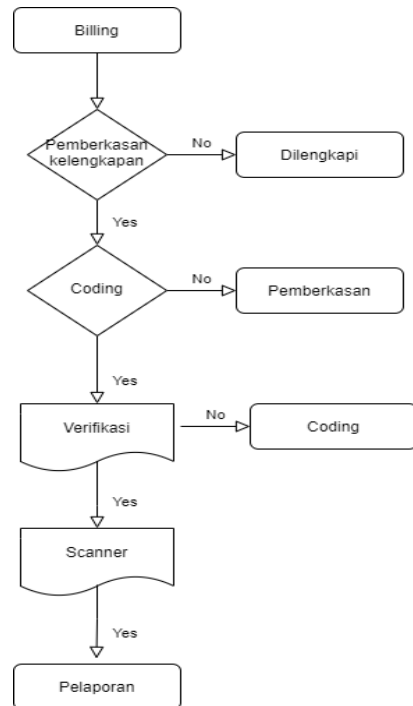 Billing
Pemberkasan
kelengkapan
No
Dilengkapi
Yes
Coding
No
Pemberkasan
Yes
Verifikasi
No
Coding
Yes
Scanner
Yes
Pelaporan